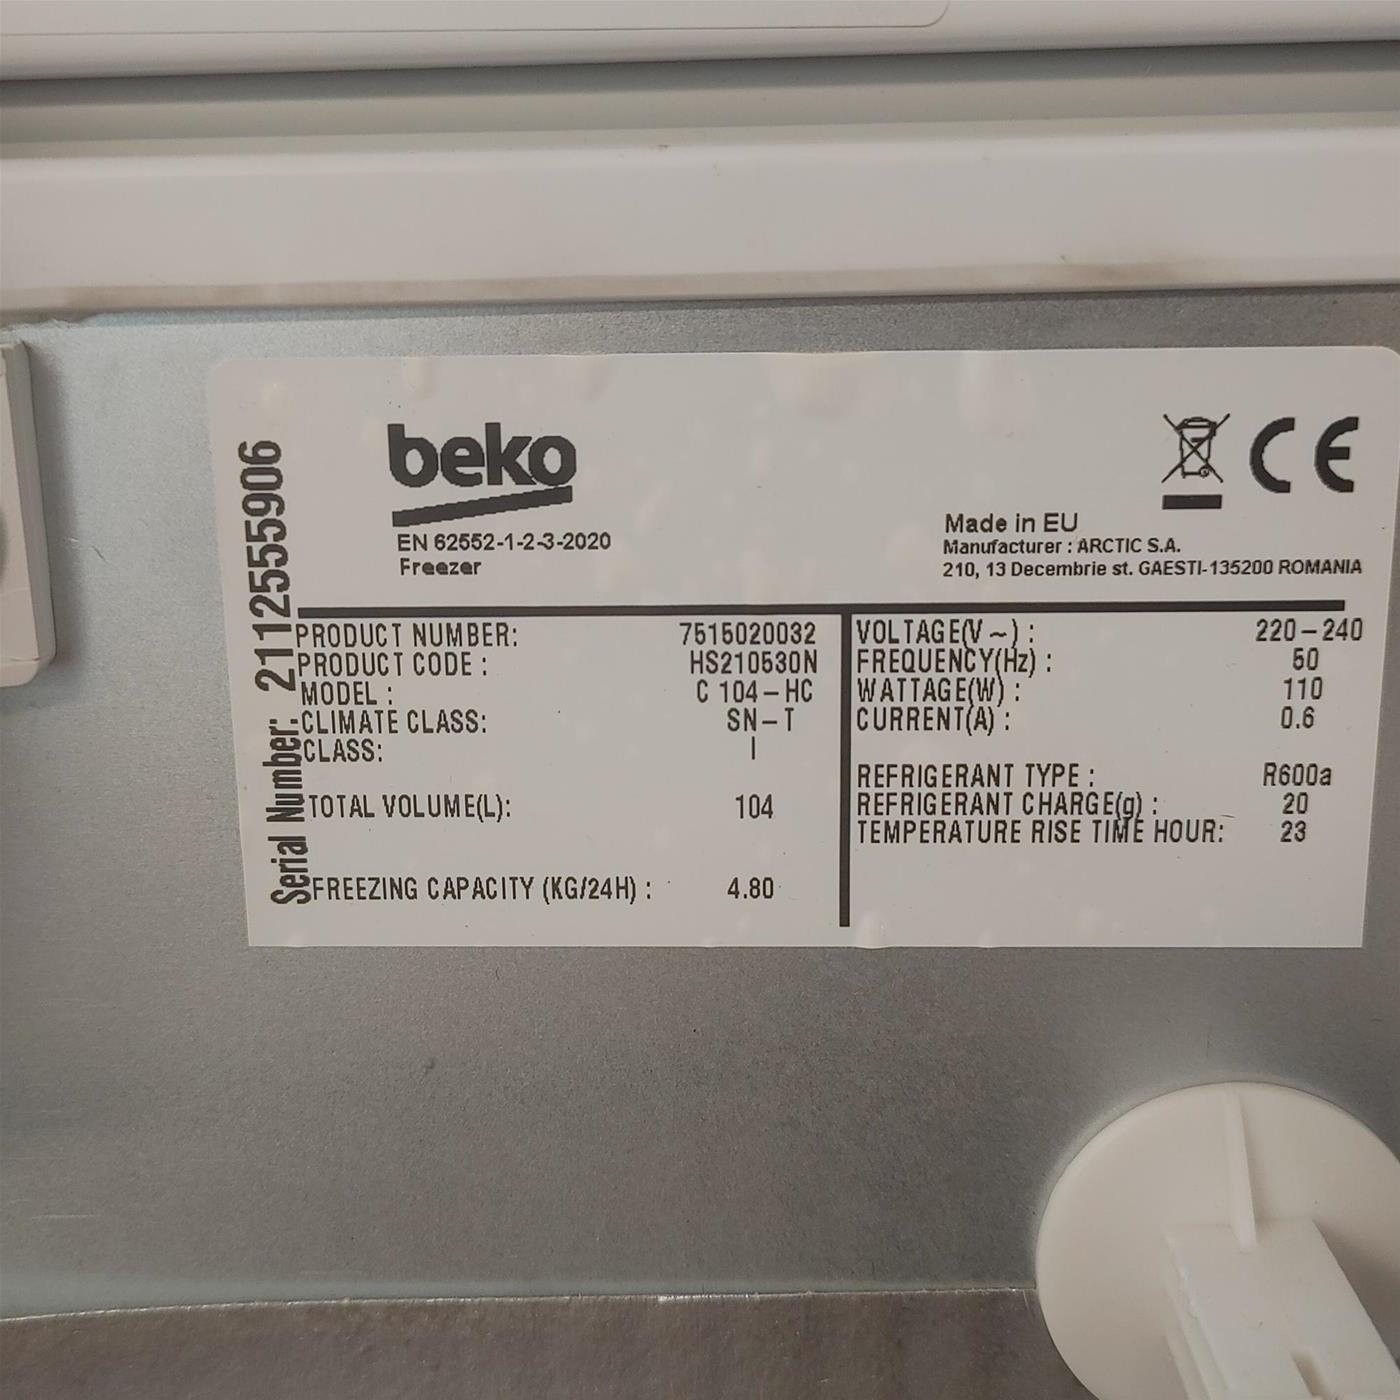 beko
EN 62552-1-2-3-2020
Freezer
CE
Made in EU
Manufacturer : ARCTIC S.A.
210, 13 Decembrie st. GAESTI-135200 ROMANIA
Serial Number: 2112555906
PRODUCT NUMBER: 7515020032
PRODUCT CODE : HS210530N
MODEL : C 104-HC
CLIMATE CLASS: SN-T
CLASS: I
TOTAL VOLUME(L): 104
FREEZING CAPACITY (KG/24H) : 4.80
VOLTAGE(V~) : 220-240
FREQUENCY(Hz) : 50
WATTAGE(W) : 110
CURRENT(A) : 0.6
REFRIGERANT TYPE : R600a
REFRIGERANT CHARGE(g) : 20
TEMPERATURE RISE TIME HOUR: 23